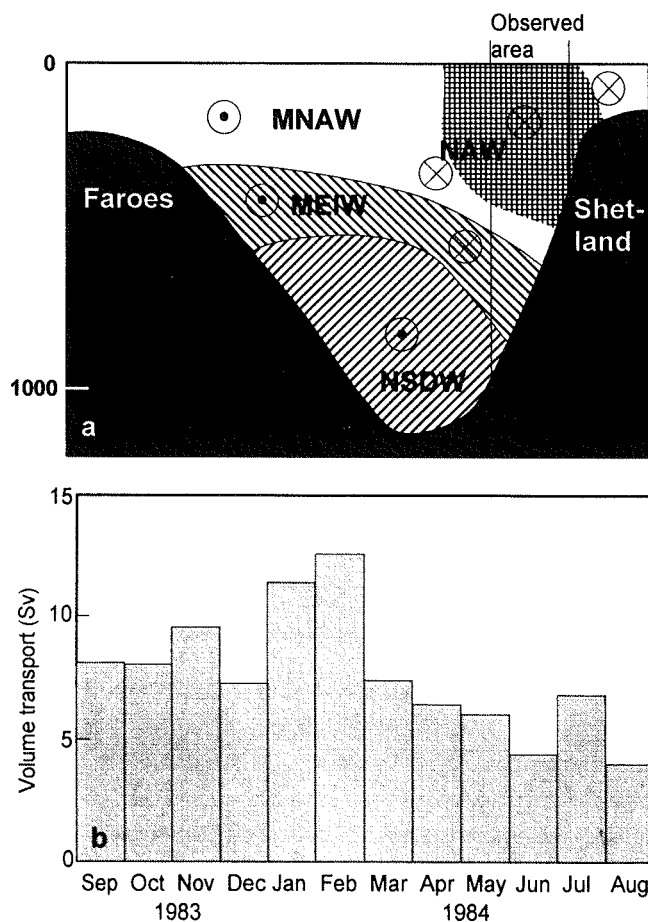 Observed
area
0
MNAW
NAW
Faroes
MEIW
Shet-
land
NSDW
1000
a
15
10
5
0
Volume transport (Sv)
b
Sep Oct Nov Dec Jan Feb Mar Apr May Jun Jul Aug
1983 1984